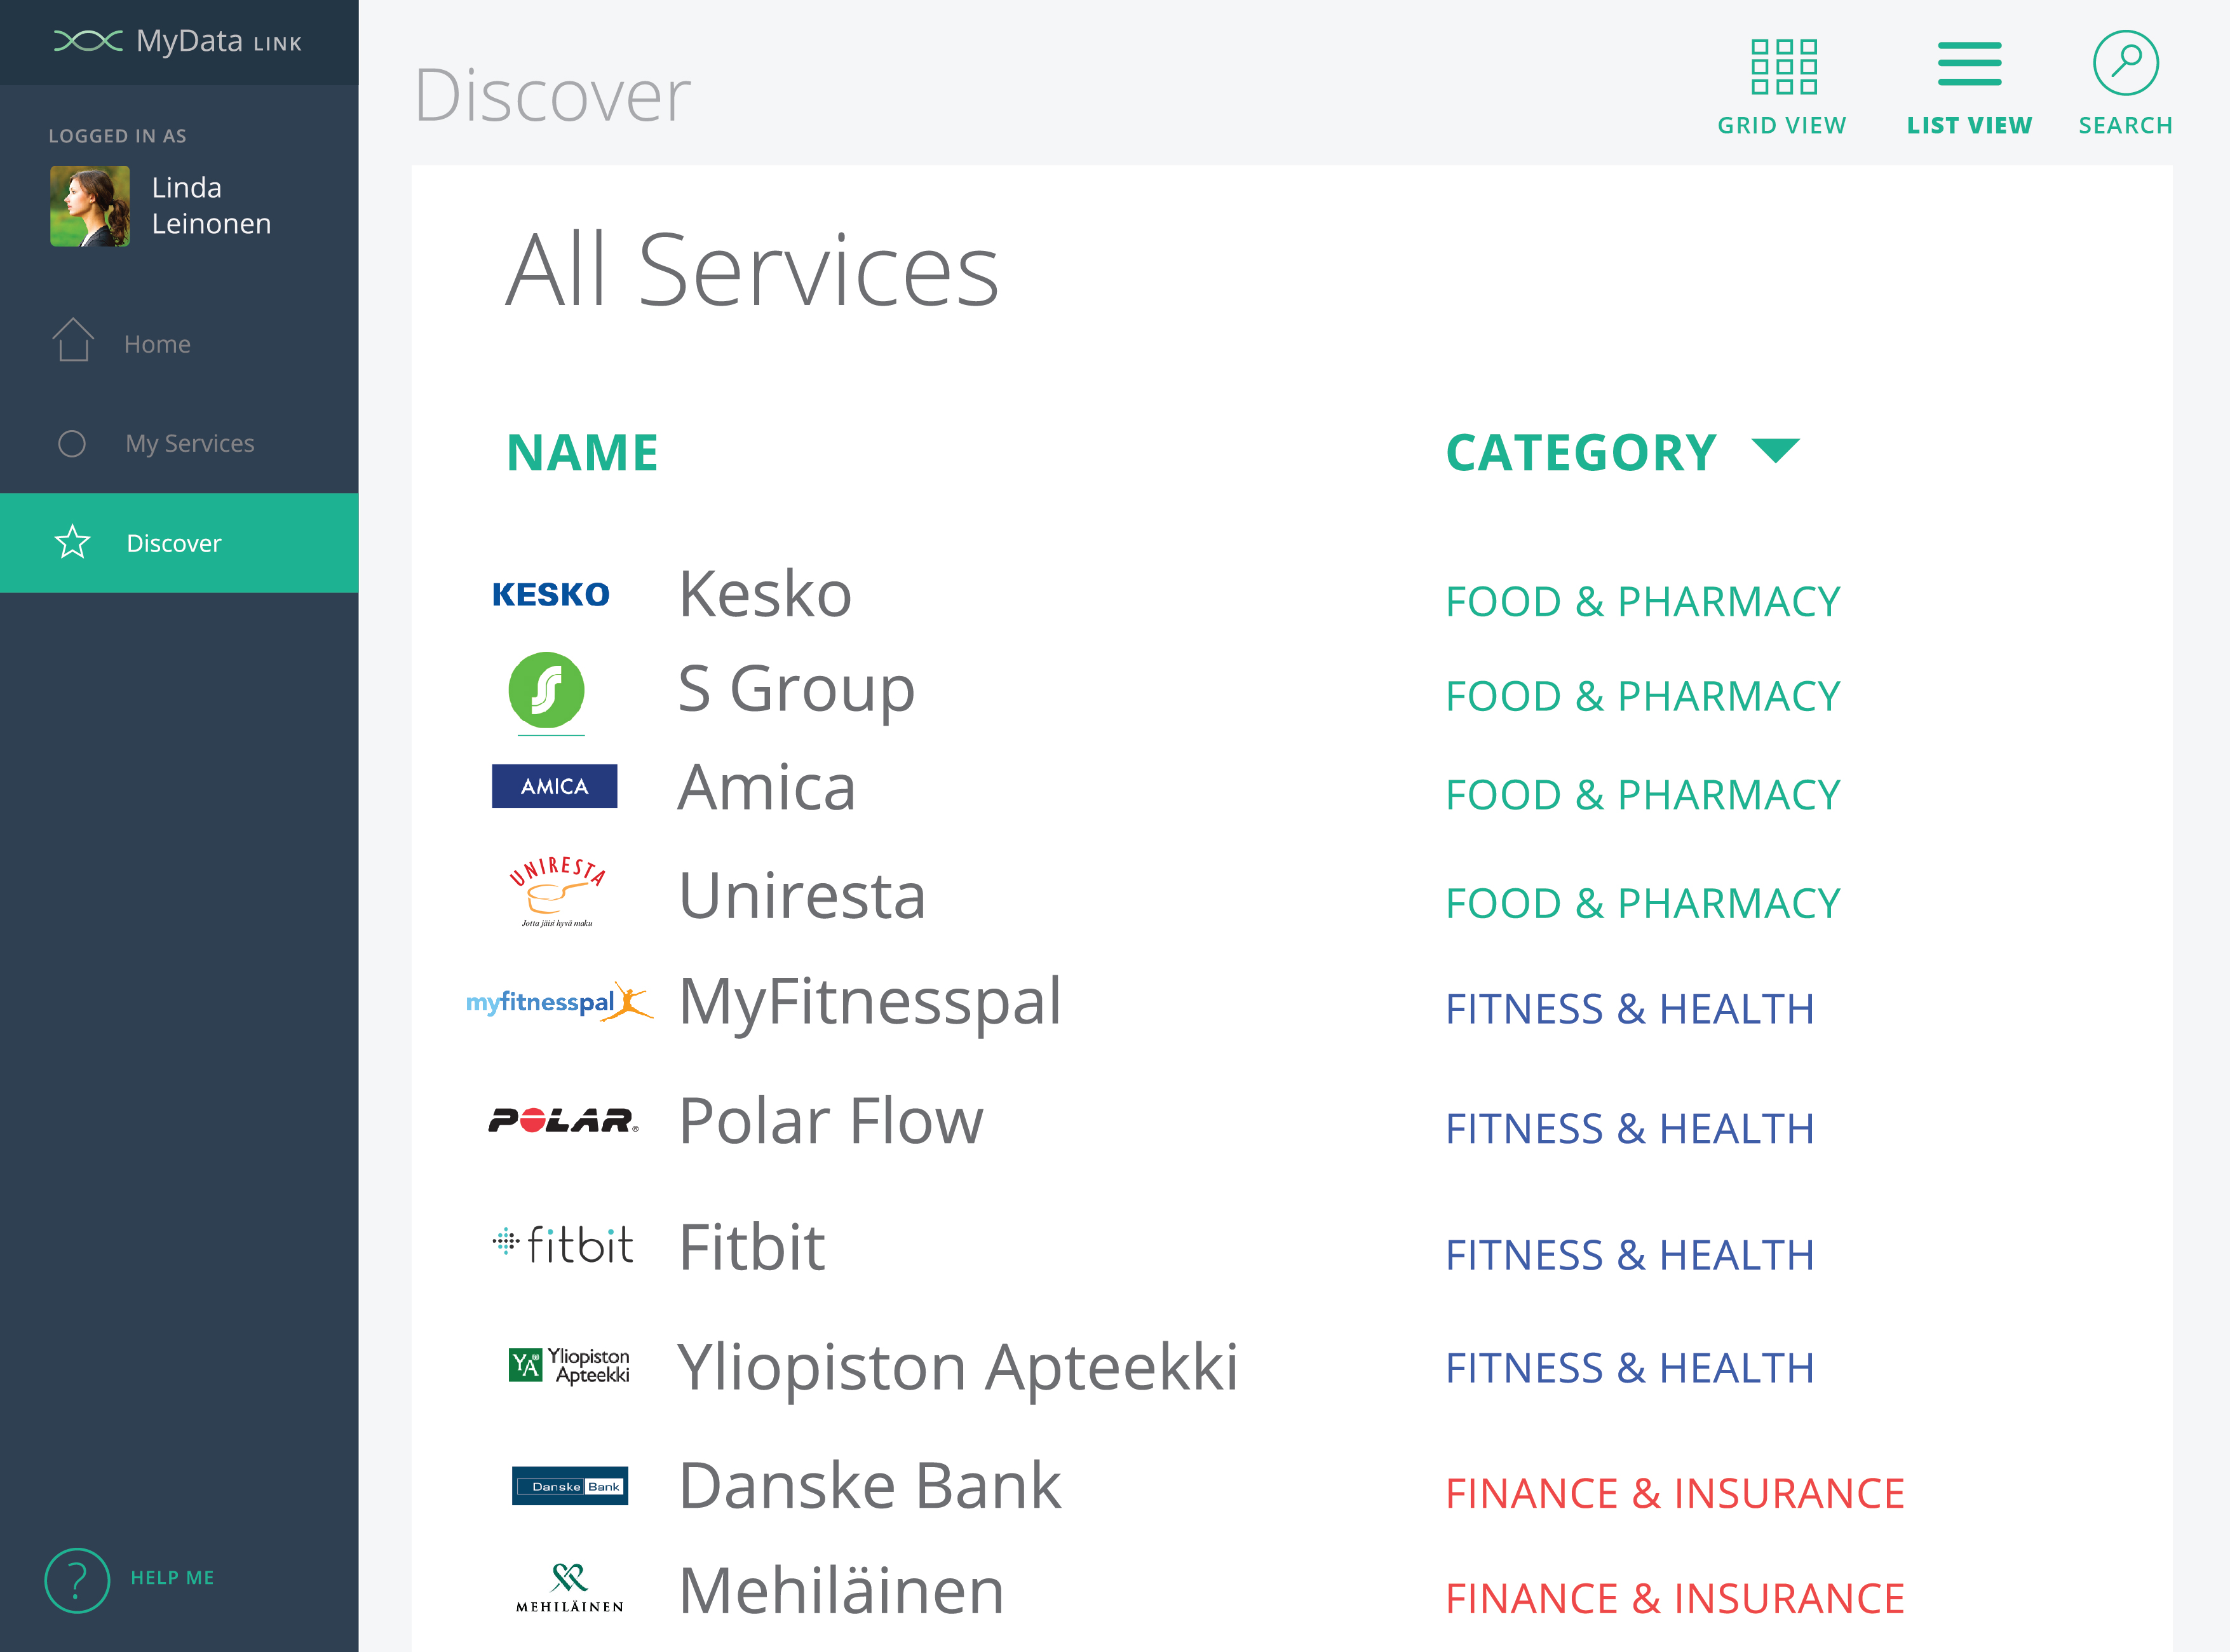 MyData LINK
LOGGED IN AS
Linda
Leinonen
Home
My Services
Discover
? HELP ME
Discover
GRID VIEW
LIST VIEW
SEARCH
All Services
NAME CATEGORY
KESKO Kesko FOOD & PHARMACY
S Group FOOD & PHARMACY
AMICA Amica FOOD & PHARMACY
UNIRESTA
Jotta jäisi hyvä maku
Uniresta FOOD & PHARMACY
myfitnesspal MyFitnesspal FITNESS & HEALTH
POLAR® Polar Flow FITNESS & HEALTH
fitbit Fitbit FITNESS & HEALTH
YA Yliopiston
Apteekki
Yliopiston Apteekki FITNESS & HEALTH
Danske Bank Danske Bank FINANCE & INSURANCE
MEHILÄINEN Mehiläinen FINANCE & INSURANCE